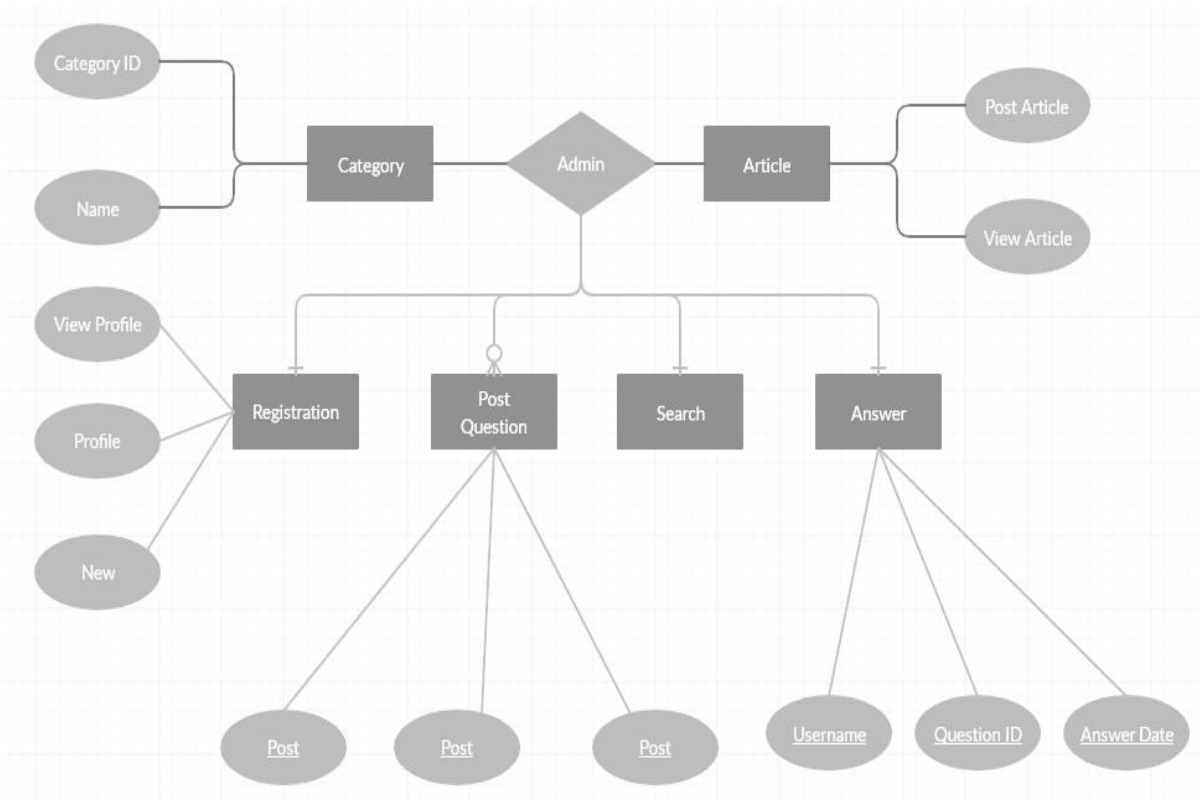 Category ID
Post Article
Category
Admin
Article
Name
View Article
View Profile
Registration
Post
Question
Search
Answer
Profile
New
Post
Post
Post
Username
Question ID
Answer Date